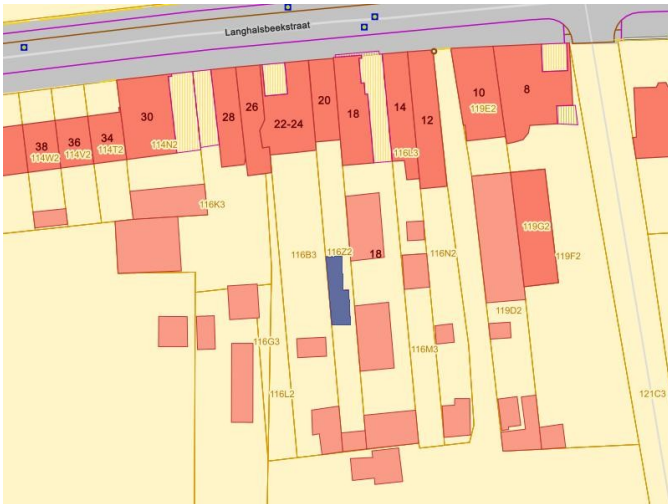 Langhalsbeekstraat
38
114W2
36
114V2
34
114T2
30
114N2
28
26
22-24
20
18
14
12
116L3
10
119E2
8
116K3
116B3
116Z2
18
116N2
119G2
119F2
119D2
116G3
116M3
116L2
121C3